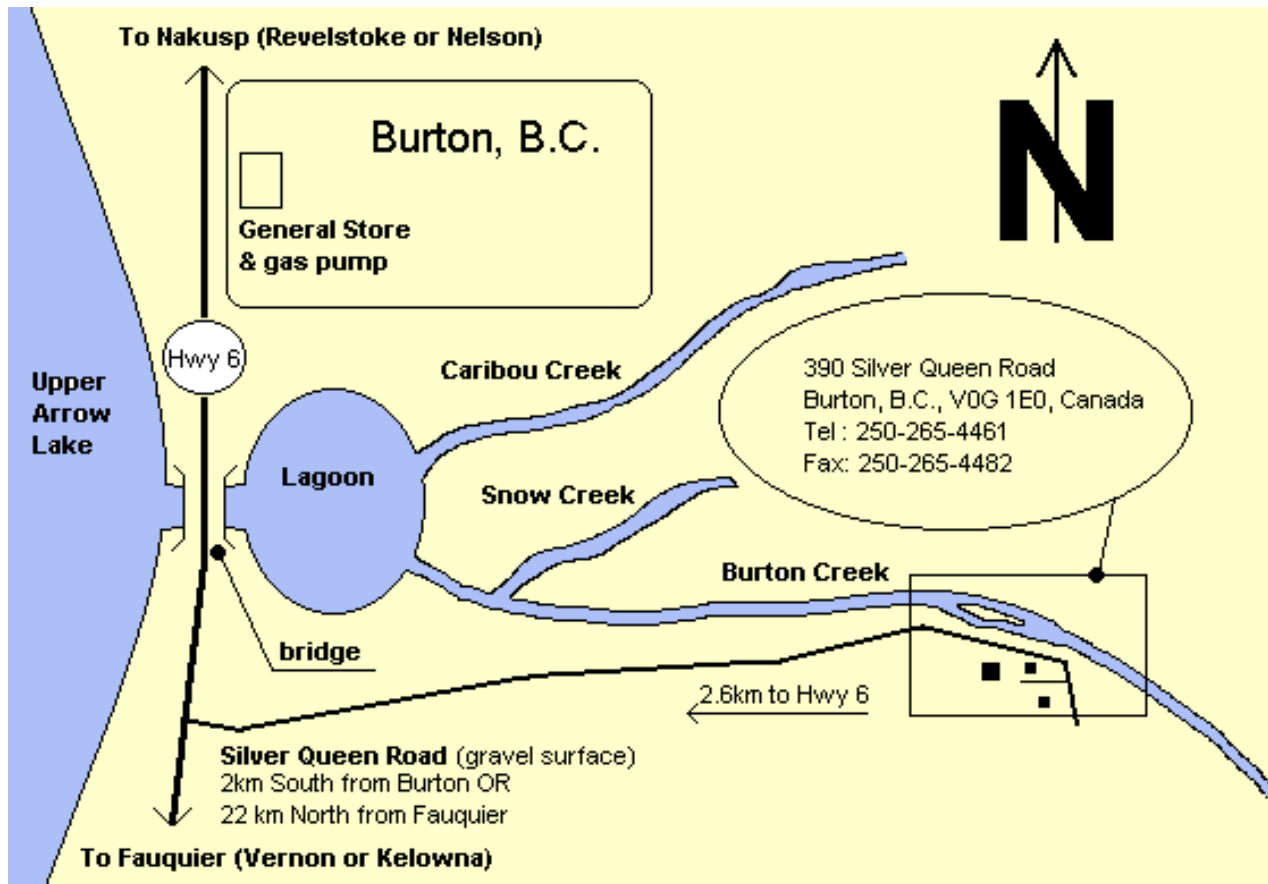 To Nakusp (Revelstoke or Nelson)
Burton, B.C.
General Store
& gas pump
N
Hwy 6
Upper
Arrow
Lake
Caribou Creek
390 Silver Queen Road
Burton, B.C., V0G 1E0, Canada
Tel : 250-265-4461
Fax: 250-265-4482
Lagoon
Snow Creek
Burton Creek
bridge
2.6km to Hwy 6
Silver Queen Road (gravel surface)
2km South from Burton OR
22 km North from Fauquier
To Fauquier (Vernon or Kelowna)